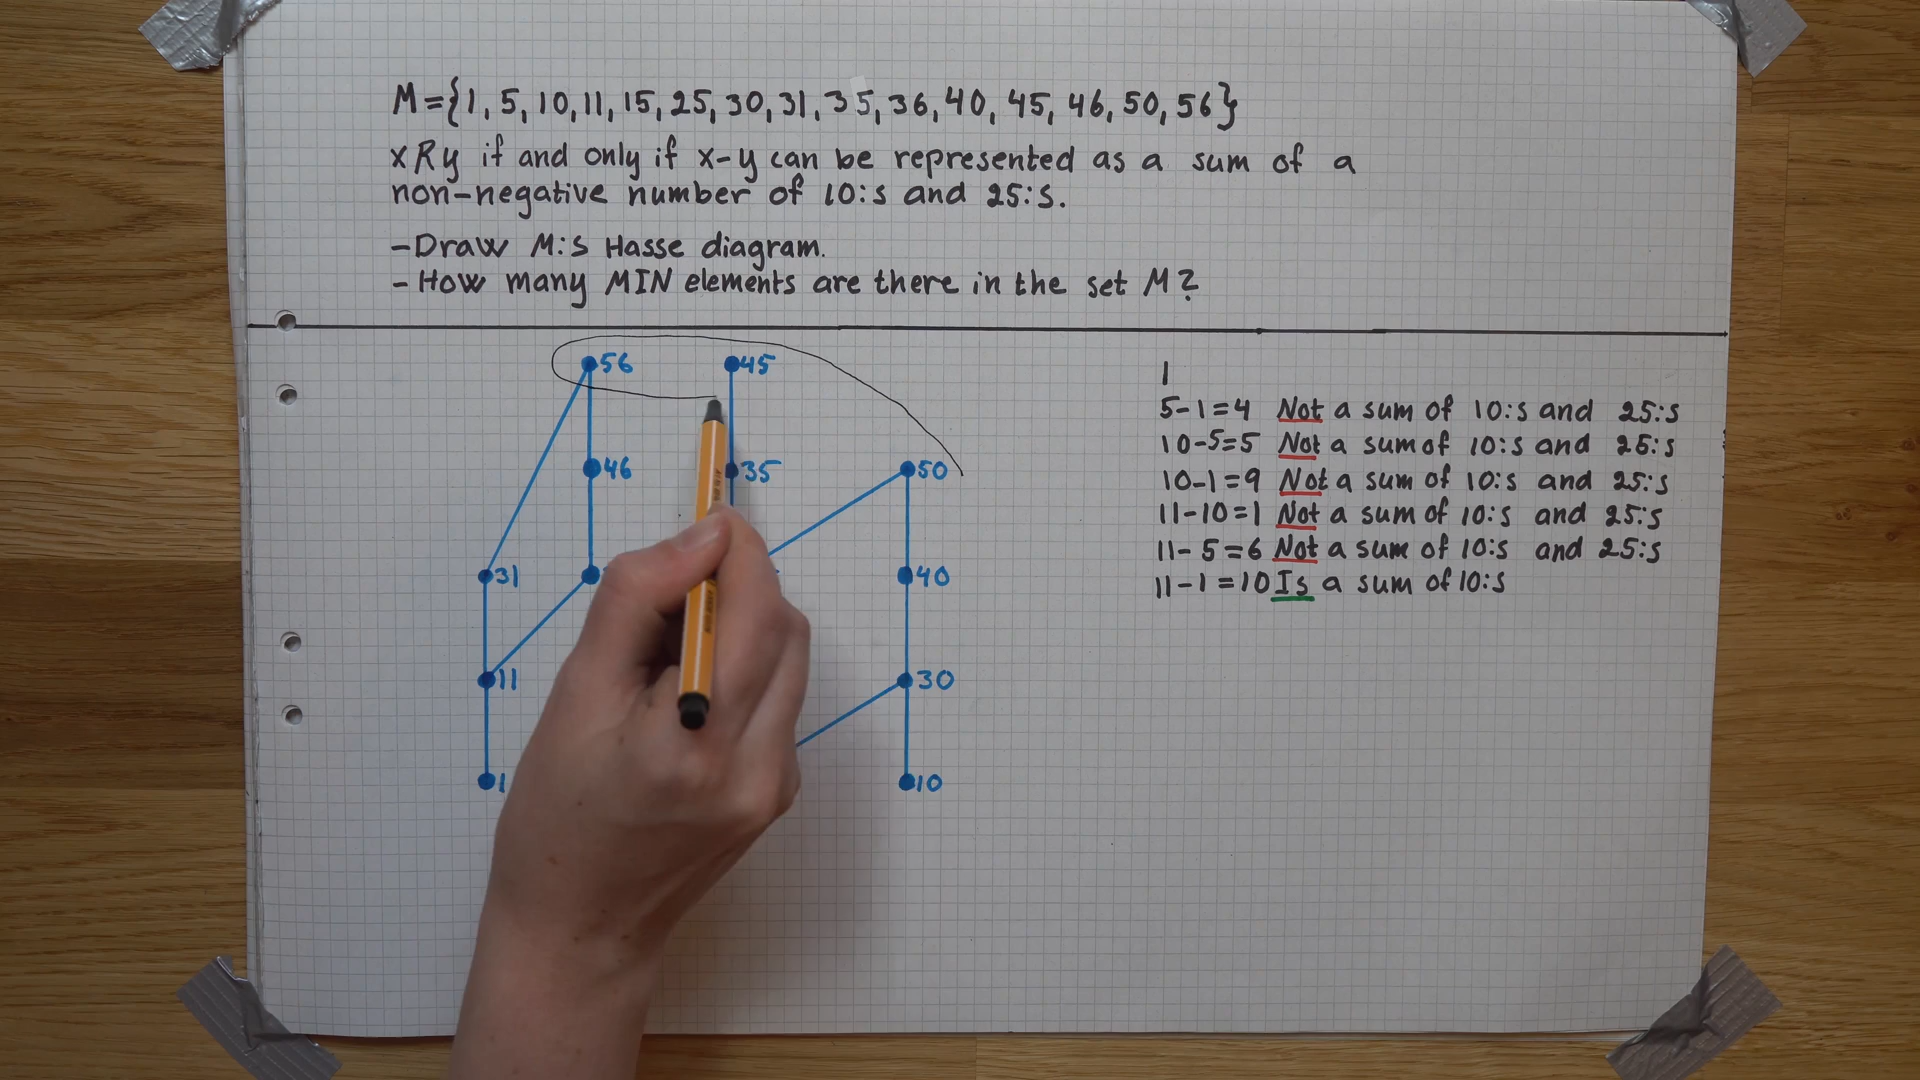 M={1, 5, 10, 11, 15, 25, 30, 31, 35, 36, 40, 45, 46, 50, 56}
xRy if and only if x-y can be represented as a sum of a
non-negative number of 10:s and 25:s.
-Draw M:s Hasse diagram.
-How many MIN elements are there in the set M?
56
45
46
35
50
31
40
11
30
1
10
1
5-1=4 Not a sum of 10:s and 25:s
10-5=5 Not a sum of 10:s and 25:s
10-1=9 Not a sum of 10:s and 25:s
11-10=1 Not a sum of 10:s and 25:s
11-5=6 Not a sum of 10:s and 25:s
11-1=10 Is a sum of 10:s